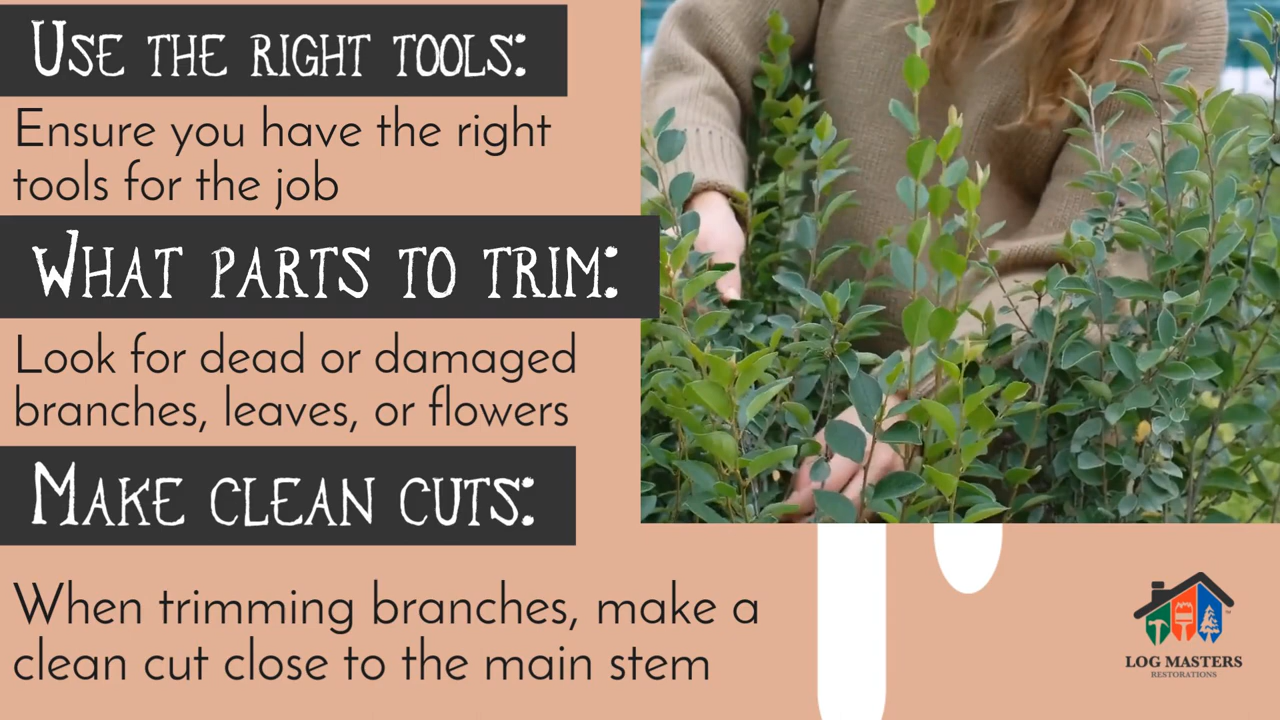 Use the right tools:
Ensure you have the right
tools for the job
What parts to trim:
Look for dead or damaged
branches, leaves, or flowers
Make clean cuts:
When trimming branches, make a
clean cut close to the main stem
LOG MASTERS
RESTORATIONS